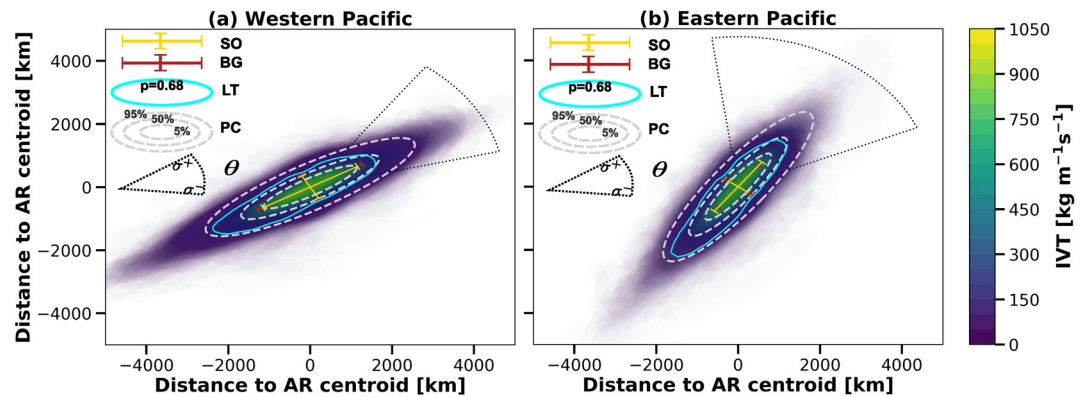 (a) Western Pacific
(b) Eastern Pacific
Distance to AR centroid [km]
4000
2000
0
−2000
−4000
SO
BG
p=0.68
LT
95%
50%
5%
PC
σ+
σ−
θ
SO
BG
p=0.68
LT
95%
50%
5%
PC
σ+
σ−
θ
−4000 −2000 0 2000 4000
Distance to AR centroid [km]
−4000 −2000 0 2000 4000
Distance to AR centroid [km]
1050
900
750
600
450
300
150
0
IVT [kg m⁻¹s⁻¹]